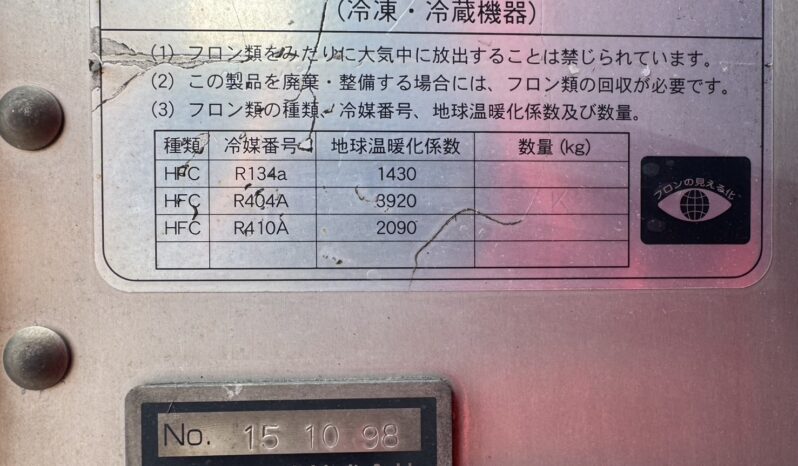 (冷凍・冷蔵機器)
(1) フロン類をみだりに大気中に放出することは禁じられています。
(2) この製品を廃棄・整備する場合には、フロン類の回収が必要です。
(3) フロン類の種類、冷媒番号、地球温暖化係数及び数量。
種類 冷媒番号 地球温暖化係数 数量 (kg)
HFC R134a 1430
HFC R404A 3920
HFC R410A 2090
フロンの見える化
No. 15 10 98